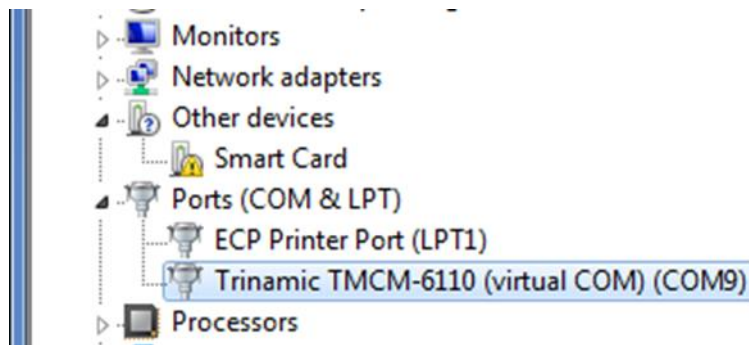 Monitors
Network adapters
Other devices
Smart Card
Ports (COM & LPT)
ECP Printer Port (LPT1)
Trinamic TMCM-6110 (virtual COM) (COM9)
Processors